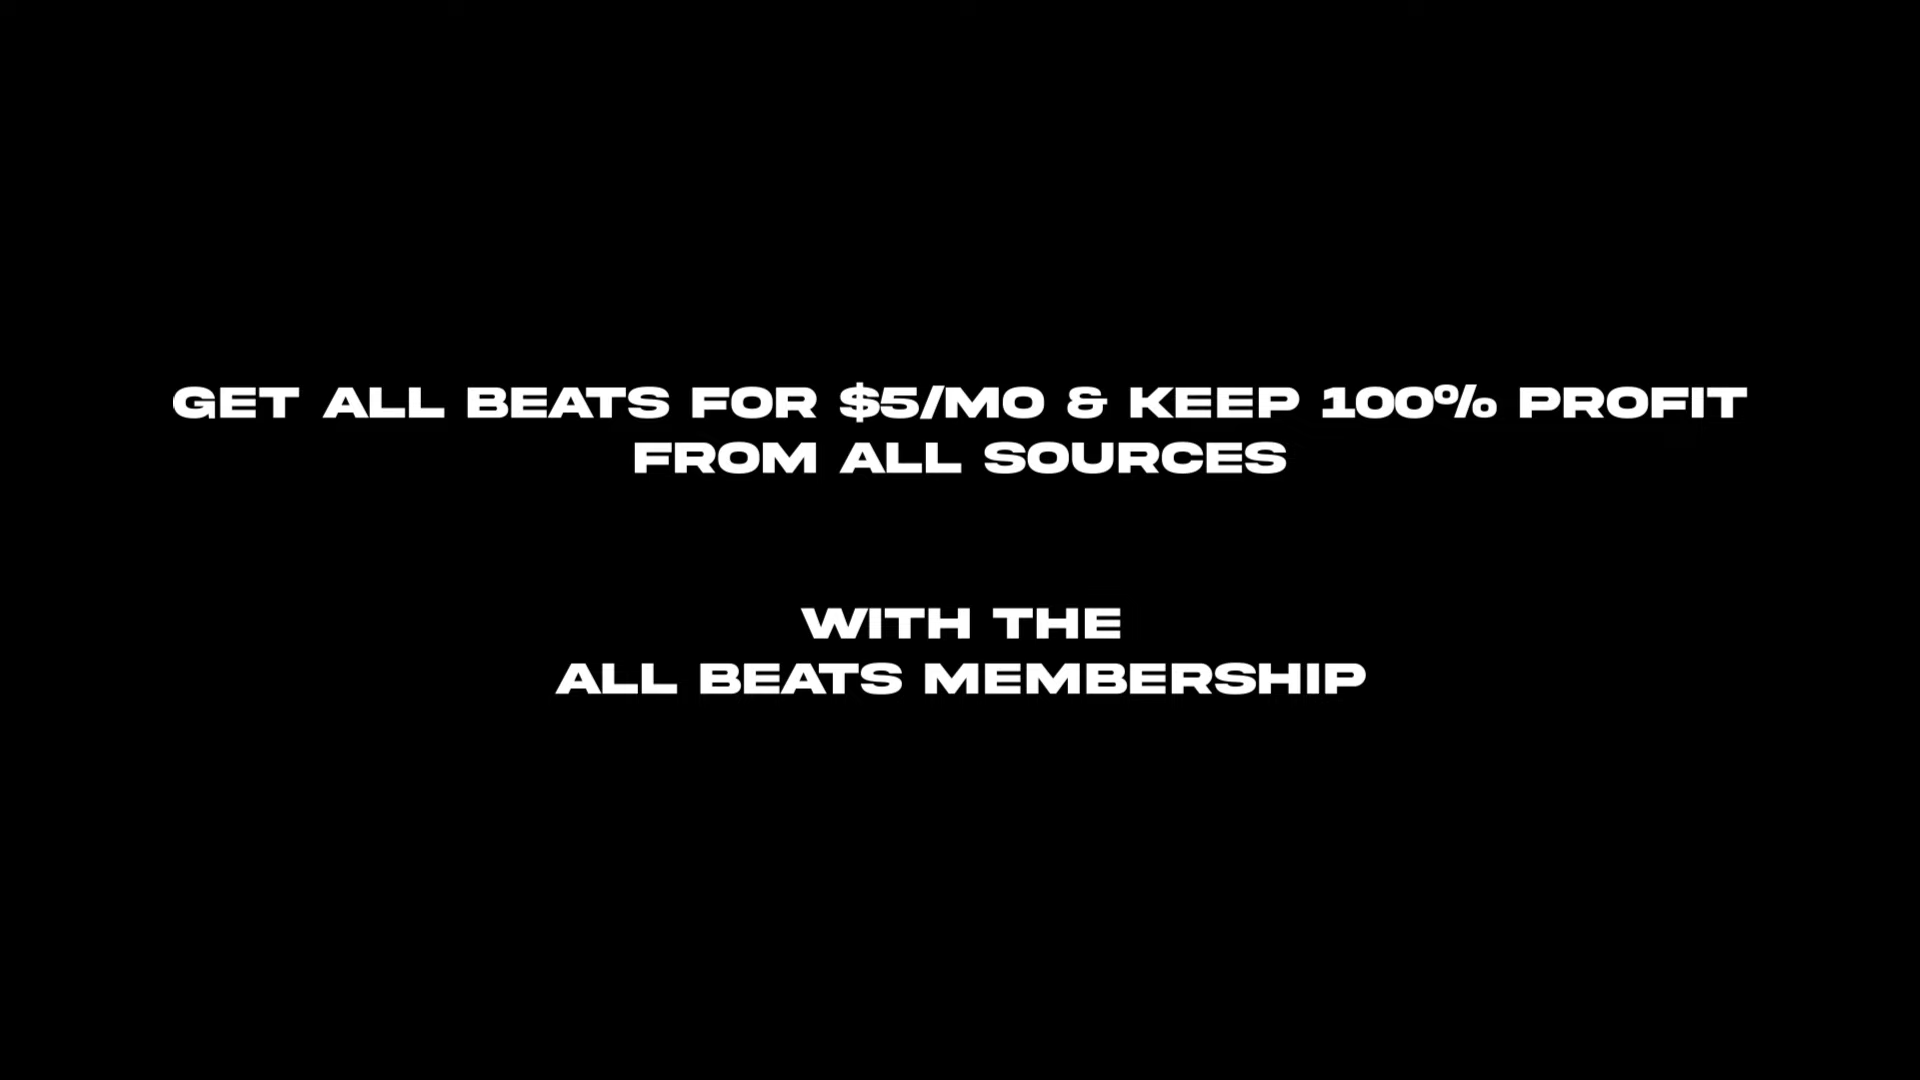 GET ALL BEATS FOR $5/MO & KEEP 100% PROFIT
FROM ALL SOURCES
WITH THE
ALL BEATS MEMBERSHIP